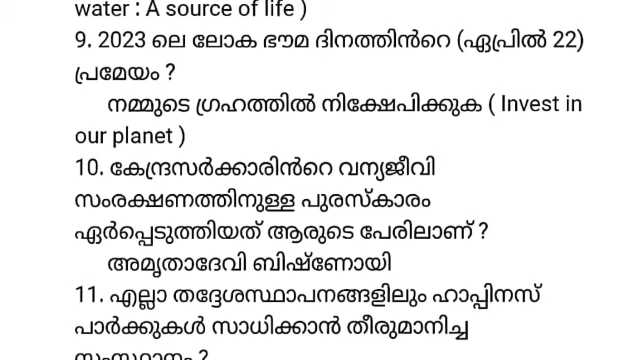 water : A source of life )
9. 2023 ലെ ലോക ഭൗമ ദിനത്തിൻറെ (ഏപ്രിൽ 22)
പ്രമേയം ?
നമ്മുടെ ഗ്രഹത്തിൽ നിക്ഷേപിക്കുക ( Invest in
our planet )
10. കേന്ദ്രസർക്കാരിൻറെ വന്യജീവി
സംരക്ഷണത്തിനുള്ള പുരസ്കാരം
ഏർപ്പെടുത്തിയത് ആരുടെ പേരിലാണ് ?
അമൃതാദേവി ബിഷ്ണോയി
11. എല്ലാ തദ്ദേശസ്ഥാപനങ്ങളിലും ഹാപ്പിനസ്
പാർക്കുകൾ സാധിക്കാൻ തീരുമാനിച്ച
സംസ്ഥാനം ?